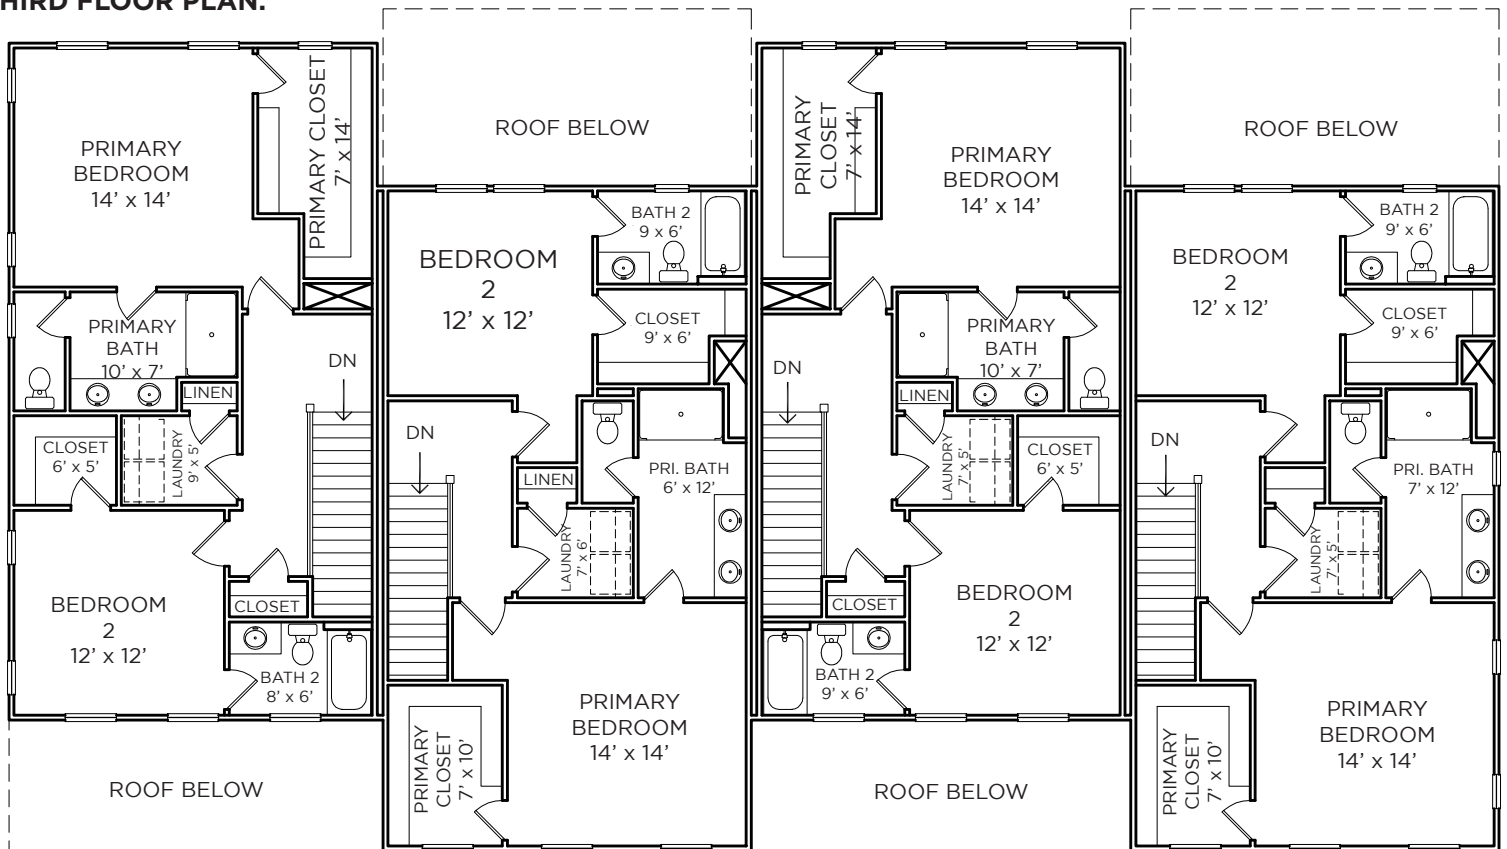 HIRD FLOOR PLAN:
PRIMARY
BEDROOM
14’ x 14’
PRIMARY CLOSET
7’ x 14’
PRIMARY
BATH
10’ x 7’
LINEN
DN
CLOSET
6’ x 5’
LAUNDRY
9’ x 5’
BEDROOM
2
12’ x 12’
CLOSET
BATH 2
8’ x 6’
ROOF BELOW
ROOF BELOW
BEDROOM
2
12’ x 12’
BATH 2
9 x 6’
CLOSET
9’ x 6’
DN
LINEN
PRI. BATH
6’ x 12’
LAUNDRY
7’ x 6’
PRIMARY
BEDROOM
14’ x 14’
PRIMARY
CLOSET
7’ x 10’
PRIMARY
CLOSET
7’ x 14’
PRIMARY
BEDROOM
14’ x 14’
DN
PRIMARY
BATH
10’ x 7’
LINEN
LAUNDRY
7’ x 5’
CLOSET
6’ x 5’
BEDROOM
2
12’ x 12’
CLOSET
BATH 2
9’ x 6’
ROOF BELOW
ROOF BELOW
BEDROOM
2
12’ x 12’
BATH 2
9’ x 6’
CLOSET
9’ x 6’
DN
PRI. BATH
7’ x 12’
LAUNDRY
7’ x 5’
PRIMARY
BEDROOM
14’ x 14’
PRIMARY
CLOSET
7’ x 10’